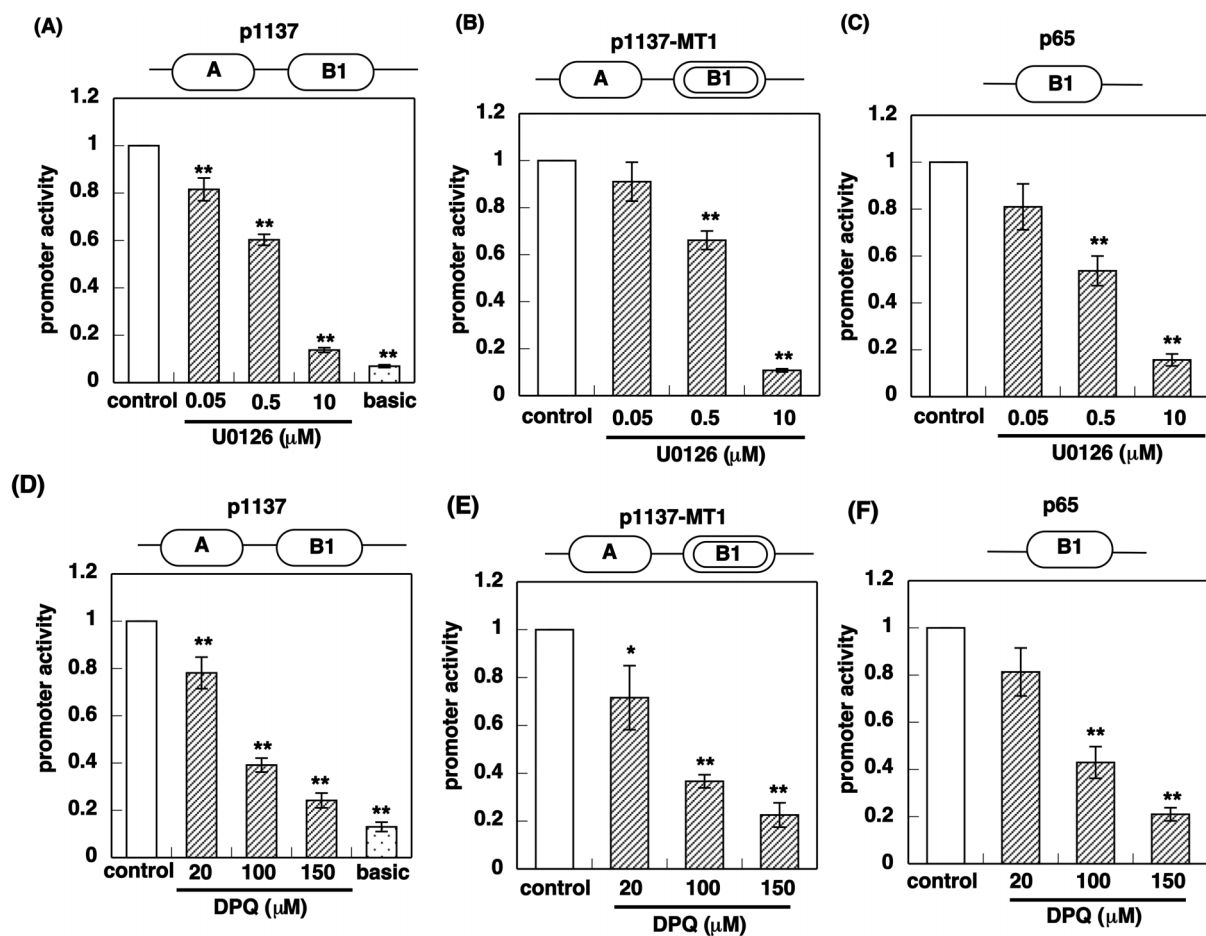 (A)
p1137
A B1
promoter activity
1.2
1
0.8
0.6
0.4
0.2
0
**
**
**
**
control 0.05 0.5 10 basic
U0126 (μM)
(B)
p1137-MT1
A B1
promoter activity
1.2
1
0.8
0.6
0.4
0.2
0
**
**
control 0.05 0.5 10
U0126 (μM)
(C)
p65
B1
promoter activity
1.2
1
0.8
0.6
0.4
0.2
0
**
**
control 0.05 0.5 10
U0126 (μM)
(D)
p1137
A B1
promoter activity
1.2
1
0.8
0.6
0.4
0.2
0
**
**
**
**
control 20 100 150 basic
DPQ (μM)
(E)
p1137-MT1
A B1
promoter activity
1.2
1
0.8
0.6
0.4
0.2
0
*
**
**
control 20 100 150
DPQ (μM)
(F)
p65
B1
promoter activity
1.2
1
0.8
0.6
0.4
0.2
0
**
**
control 20 100 150
DPQ (μM)